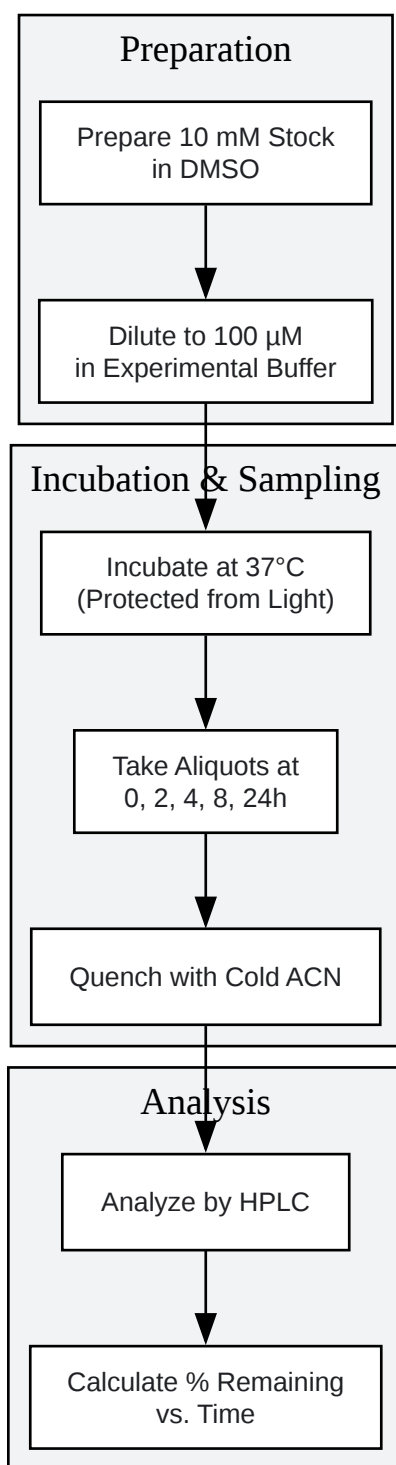 Preparation
Prepare 10 mM Stock
in DMSO
Dilute to 100 µM
in Experimental Buffer
Incubation & Sampling
Incubate at 37°C
(Protected from Light)
Take Aliquots at
0, 2, 4, 8, 24h
Quench with Cold ACN
Analysis
Analyze by HPLC
Calculate % Remaining
vs. Time